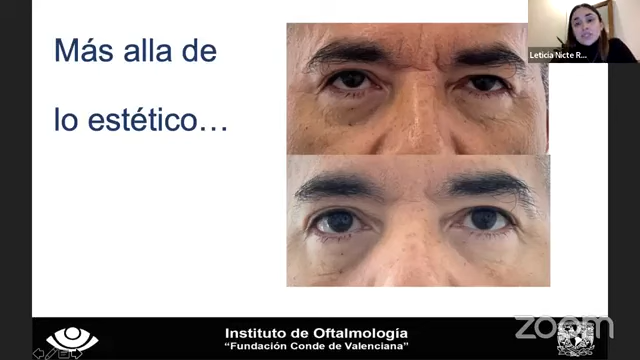 Más alla de
lo estético…
Leticia Nicte R...
Instituto de Oftalmología
“Fundación Conde de Valenciana”
zoom